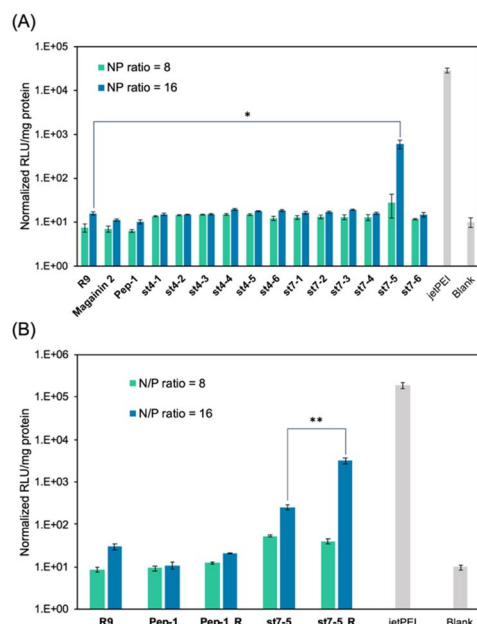 (A)
1.E+05
1.E+04
1.E+03
1.E+02
1.E+01
1.E+00
Normalized RLU/mg protein
NP ratio = 8
NP ratio = 16
*
R9
Magainin 2
Pep-1
st4-1
st4-2
st4-3
st4-4
st4-5
st4-6
st7-1
st7-2
st7-3
st7-4
st7-5
st7-6
jetPEI
Blank
(B)
1.E+06
1.E+05
1.E+04
1.E+03
1.E+02
1.E+01
1.E+00
Normalized RLU/mg protein
N/P ratio = 8
N/P ratio = 16
**
R9
Pep-1
Pep-1_R
st7-5
st7-5_R
jetPEI
Blank